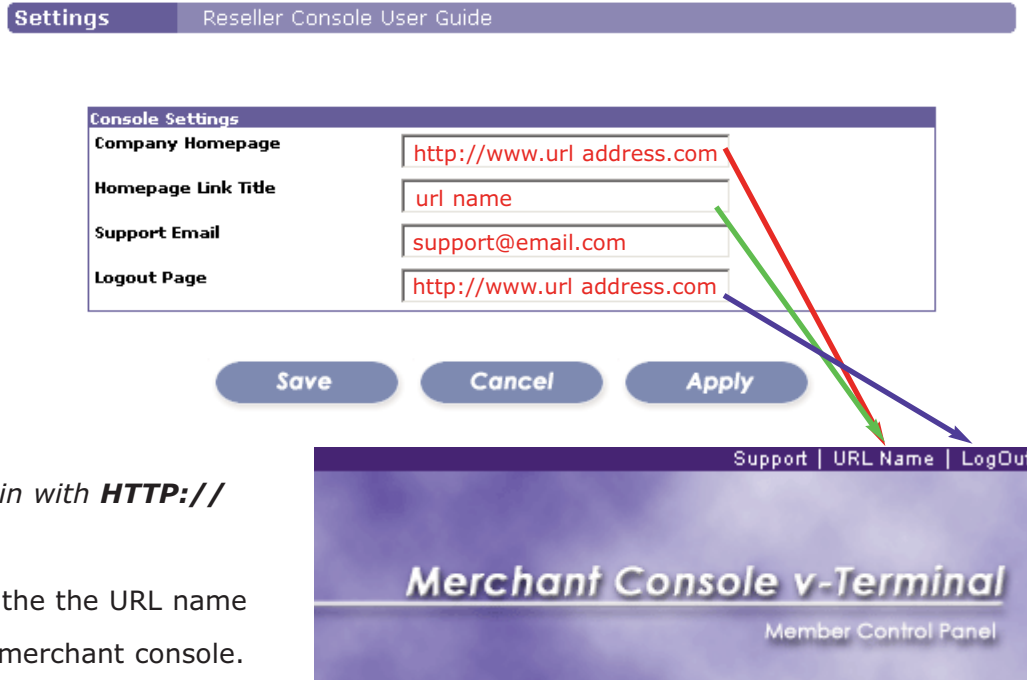 Settings Reseller Console User Guide
Console Settings
Company Homepage http://www.url address.com
Homepage Link Title url name
Support Email support@email.com
Logout Page http://www.url address.com
Save Cancel Apply
Support | URL Name | LogOut
in with HTTP://
Merchant Console v-Terminal
the the URL name
Member Control Panel
merchant console.